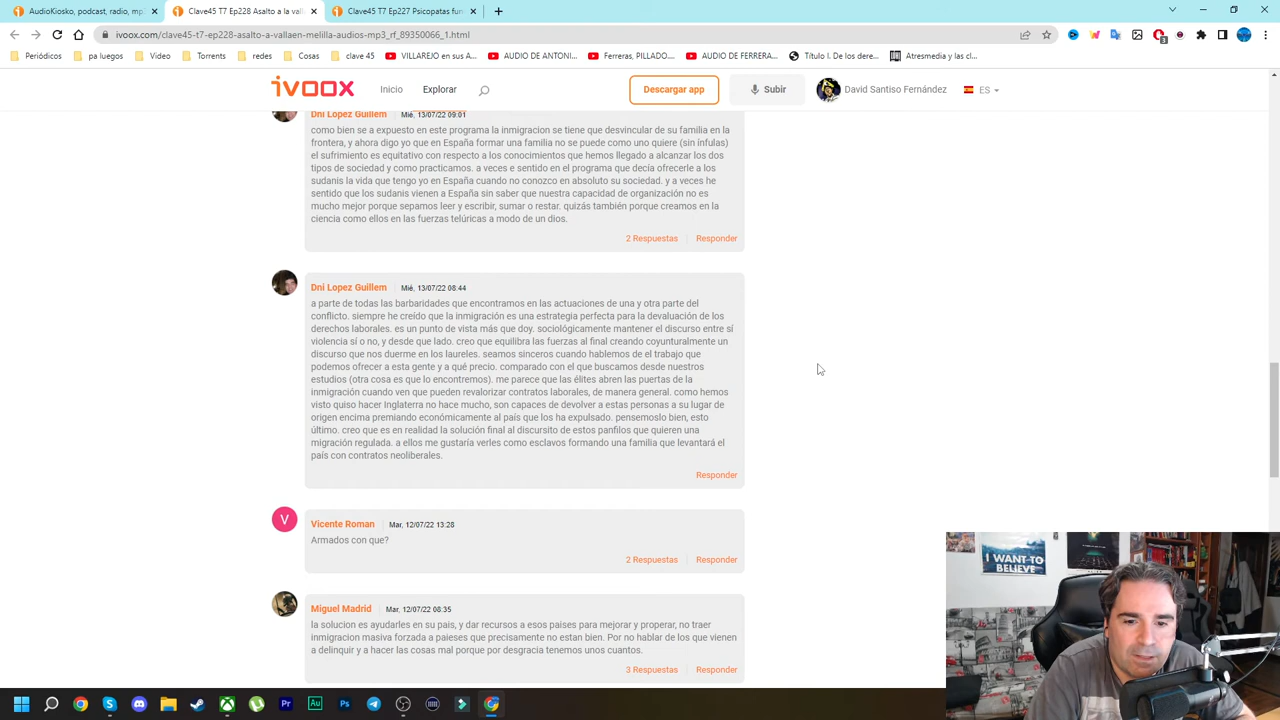 AudioKiosko, podcast, radio, mp...
Clave45 T7 Ep228 Asalto a la val
Clave45 T7 Ep227 Psicopatas fun
ivoox.com/clave45-t7-ep228-asalto-a-vallaen-melilla-audios-mp3_rf_89350066_1.html
Periódicos pa luegos Vídeo Torrents redes Cosas clave 45 VILLAREJO en sus A... AUDIO DE ANTONI... Ferreras, PILLADO.... AUDIO DE FERRERA... Título I. De los dere... Atresmedia y las cl...
ivoox Inicio Explorar Descargar app Subir David Santiso Fernández ES
Dni Lopez Guillem Mié, 13/07/22 09:01
como bien se a expuesto en este programa la inmigracion se tiene que desvincular de su familia en la
frontera, y ahora digo yo que en España formar una familia no se puede como uno quiere (sin ínfulas)
el sufrimiento es equitativo con respecto a los conocimientos que hemos llegado a alcanzar los dos
tipos de sociedad y como practicamos. a veces e sentido en el programa que decía ofrecerle a los
sudanis la vida que tengo yo en España cuando no conozco en absoluto su sociedad. y a veces he
sentido que los sudanis vienen a España sin saber que nuestra capacidad de organización no es
mucho mejor porque sepamos leer y escribir, sumar o restar. quizás también porque creamos en la
ciencia como ellos en las fuerzas telúricas a modo de un dios.
2 Respuestas Responder
Dni Lopez Guillem Mié, 13/07/22 08:44
a parte de todas las barbaridades que encontramos en las actuaciones de una y otra parte del
conflicto. siempre he creído que la inmigración es una estrategia perfecta para la devaluación de los
derechos laborales. es un punto de vista más que doy. sociológicamente mantener el discurso entre sí
violencia sí o no, y desde que lado. creo que equilibra las fuerzas al final creando coyunturalmente un
discurso que nos duerme en los laureles. seamos sinceros cuando hablemos de el trabajo que
podemos ofrecer a esta gente y a qué precio. comparado con el que buscamos desde nuestros
estudios (otra cosa es que lo encontremos). me parece que las élites abren las puertas de la
inmigración cuando ven que pueden revalorizar contratos laborales, de manera general. como hemos
visto quiso hacer Inglaterra no hace mucho, son capaces de devolver a estas personas a su lugar de
origen encima premiando económicamente al país que los ha expulsado. pensemoslo bien, esto
último. creo que es en realidad la solución final al discursito de estos panfilos que quieren una
migración regulada. a ellos me gustaría verles como esclavos formando una familia que levantará el
país con contratos neoliberales.
Responder
V
Vicente Roman Mar, 12/07/22 13:28
Armados con que?
2 Respuestas Responder
Miguel Madrid Mar, 12/07/22 08:35
la solucion es ayudarles en su pais, y dar recursos a esos paises para mejorar y properar, no traer
inmigracion masiva forzada a paieses que precisamente no estan bien. Por no hablar de los que vienen
a delinquir y a hacer las cosas mal porque por desgracia tenemos unos cuantos.
3 Respuestas Responder
I WANT TO
BELIEVE